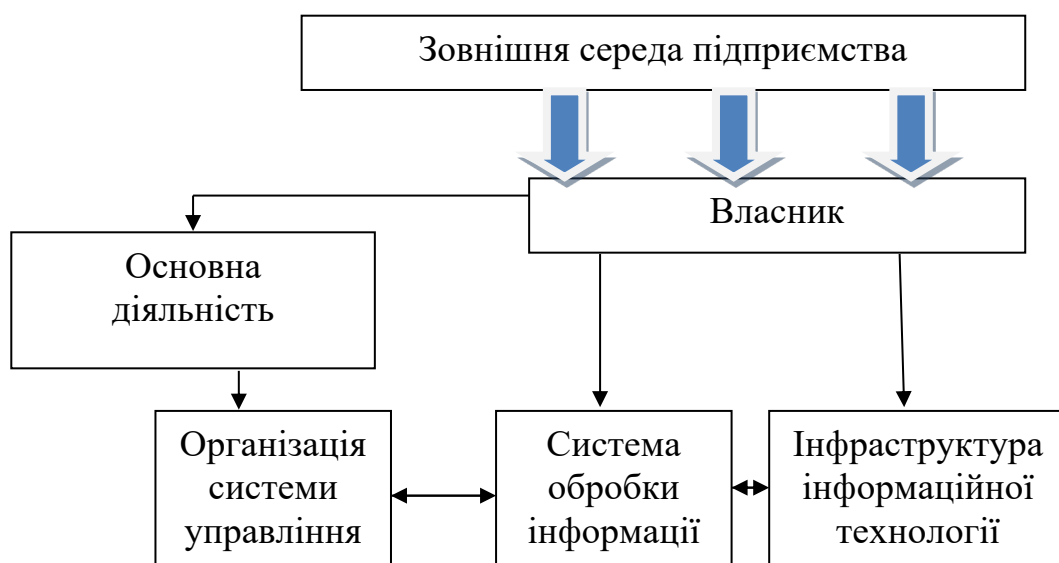 Зовнішня середа підприємства
Власник
Основна
діяльність
Організація
системи
управління
Система
обробки
інформації
Інфраструктура
інформаційної
технології